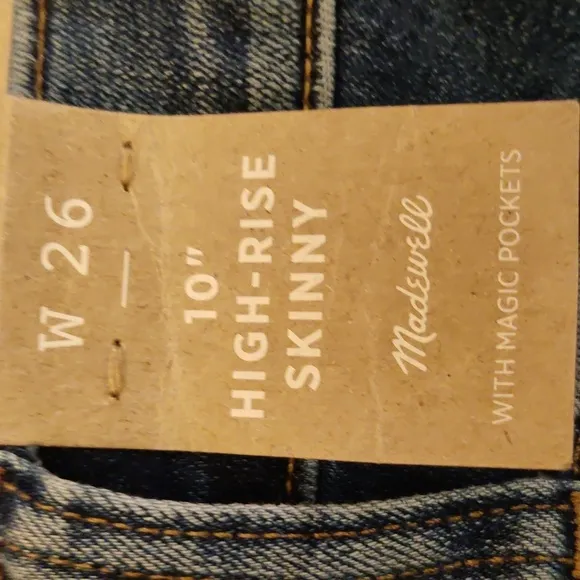 W 26
10"
HIGH-RISE
SKINNY
Madewell
WITH MAGIC POCKETS